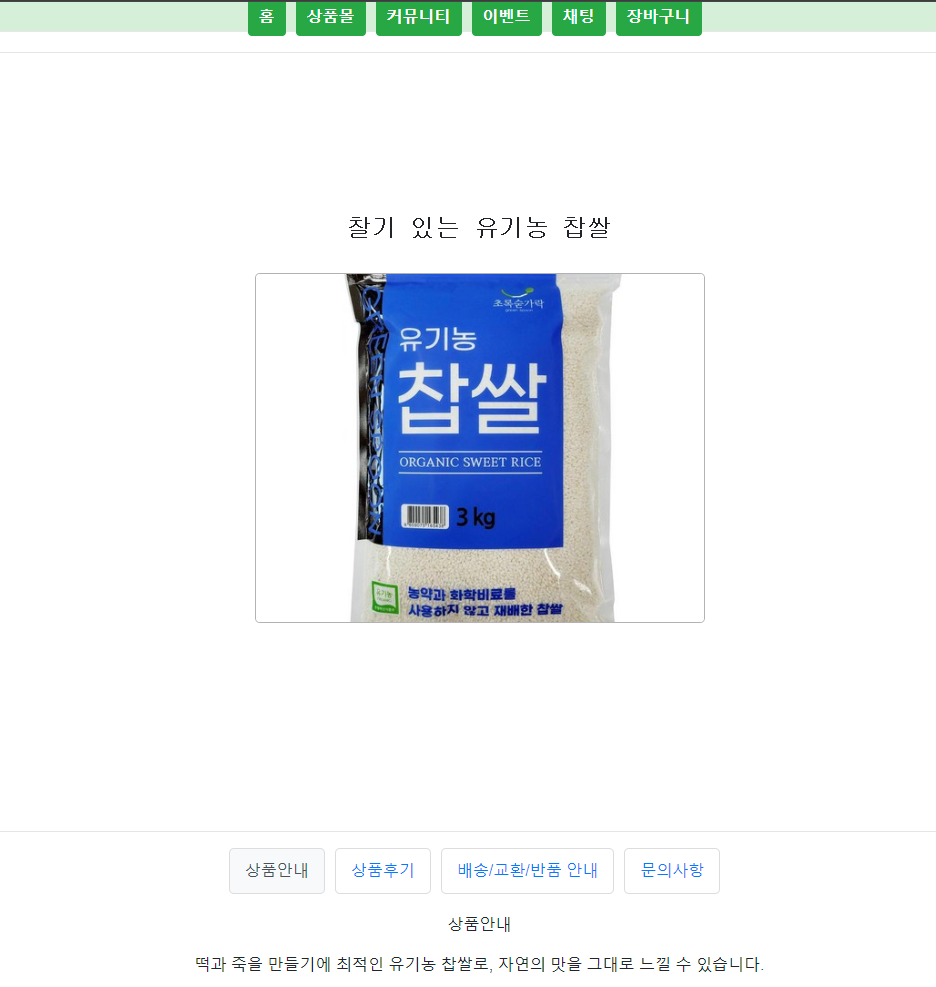 홈 상품몰 커뮤니티 이벤트 채팅 장바구니
찰기 있는 유기농 찹쌀
초록숟가락
유기농
찹쌀
ORGANIC SWEET RICE
3 kg
유기농
농약과 화학비료를
사용하지 않고 재배한 찹쌀
상품안내 상품후기 배송/교환/반품 안내 문의사항
상품안내
떡과 죽을 만들기에 최적인 유기농 찹쌀로, 자연의 맛을 그대로 느낄 수 있습니다.